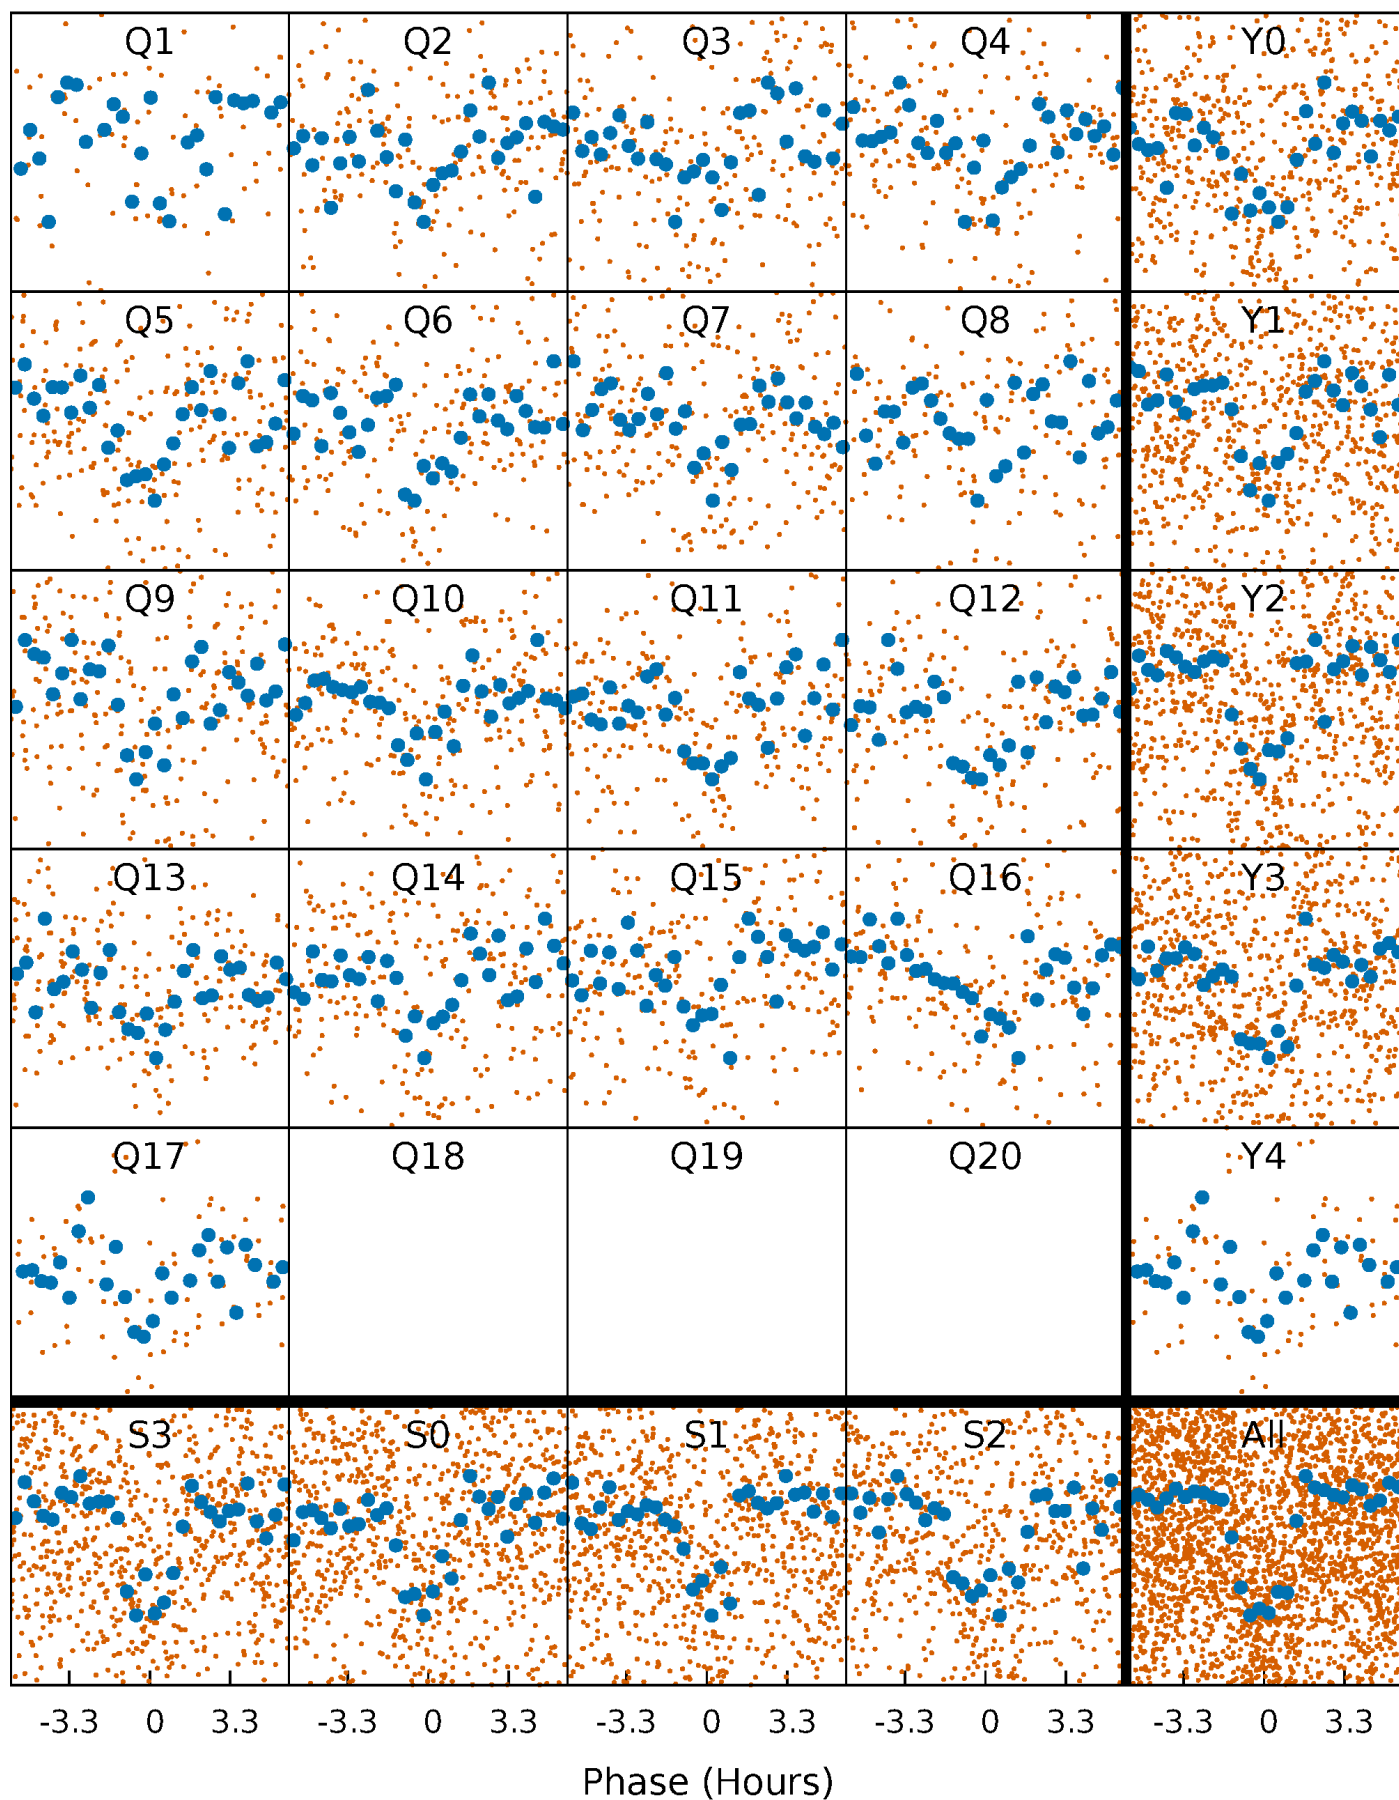 Q1 Q2 Q3 Q4 Y0
Q5 Q6 Q7 Q8 Y1
Q9 Q10 Q11 Q12 Y2
Q13 Q14 Q15 Q16 Y3
Q17 Q18 Q19 Q20 Y4
S3 S0 S1 S2 All
-3.3 0 3.3 -3.3 0 3.3 -3.3 0 3.3 -3.3 0 3.3 -3.3 0 3.3
Phase (Hours)